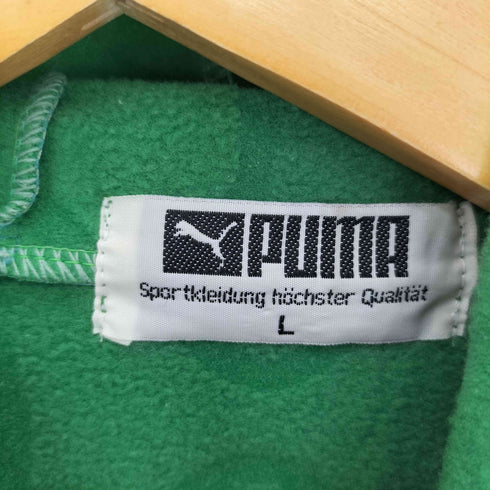 PUMA
Sportkleidung höchster Qualität
L